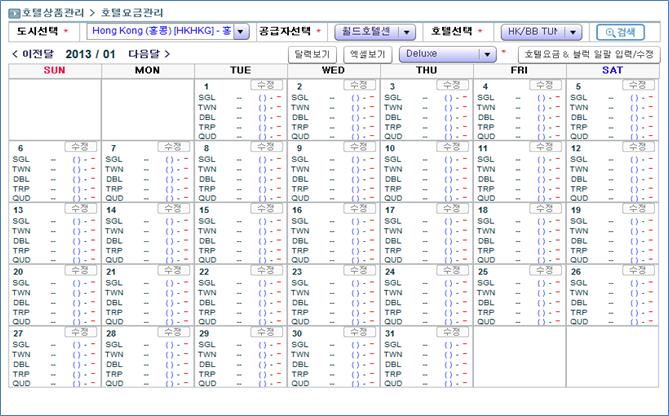 호텔상품관리 > 호텔요금관리
도시선택 * Hong Kong (홍콩) [HKHKG] - 홍 공급자선택 * 월드호텔센 호텔선택 * HK/BB TUN 검색
< 이전달 2013 / 01 다음달 > 달력보기 엑셀보기 Deluxe * 호텔요금 & 블럭 일괄 입력/수정
SUN MON TUE WED THU FRI SAT
1 수정 2 수정 3 수정 4 수정 5 수정
SGL -- ( ) - - SGL -- ( ) - - SGL -- ( ) - - SGL -- ( ) - - SGL -- ( ) - -
TWN -- ( ) - - TWN -- ( ) - - TWN -- ( ) - - TWN -- ( ) - - TWN -- ( ) - -
DBL -- ( ) - - DBL -- ( ) - - DBL -- ( ) - - DBL -- ( ) - - DBL -- ( ) - -
TRP -- ( ) - - TRP -- ( ) - - TRP -- ( ) - - TRP -- ( ) - - TRP -- ( ) - -
QUD -- ( ) - - QUD -- ( ) - - QUD -- ( ) - - QUD -- ( ) - - QUD -- ( ) - -
6 수정 7 수정 8 수정 9 수정 10 수정 11 수정 12 수정
SGL -- ( ) - - SGL -- ( ) - - SGL -- ( ) - - SGL -- ( ) - - SGL -- ( ) - - SGL -- ( ) - - SGL -- ( ) - -
TWN -- ( ) - - TWN -- ( ) - - TWN -- ( ) - - TWN -- ( ) - - TWN -- ( ) - - TWN -- ( ) - - TWN -- ( ) - -
DBL -- ( ) - - DBL -- ( ) - - DBL -- ( ) - - DBL -- ( ) - - DBL -- ( ) - - DBL -- ( ) - - DBL -- ( ) - -
TRP -- ( ) - - TRP -- ( ) - - TRP -- ( ) - - TRP -- ( ) - - TRP -- ( ) - - TRP -- ( ) - - TRP -- ( ) - -
QUD -- ( ) - - QUD -- ( ) - - QUD -- ( ) - - QUD -- ( ) - - QUD -- ( ) - - QUD -- ( ) - - QUD -- ( ) - -
13 수정 14 수정 15 수정 16 수정 17 수정 18 수정 19 수정
SGL -- ( ) - - SGL -- ( ) - - SGL -- ( ) - - SGL -- ( ) - - SGL -- ( ) - - SGL -- ( ) - - SGL -- ( ) - -
TWN -- ( ) - - TWN -- ( ) - - TWN -- ( ) - - TWN -- ( ) - - TWN -- ( ) - - TWN -- ( ) - - TWN -- ( ) - -
DBL -- ( ) - - DBL -- ( ) - - DBL -- ( ) - - DBL -- ( ) - - DBL -- ( ) - - DBL -- ( ) - - DBL -- ( ) - -
TRP -- ( ) - - TRP -- ( ) - - TRP -- ( ) - - TRP -- ( ) - - TRP -- ( ) - - TRP -- ( ) - - TRP -- ( ) - -
QUD -- ( ) - - QUD -- ( ) - - QUD -- ( ) - - QUD -- ( ) - - QUD -- ( ) - - QUD -- ( ) - - QUD -- ( ) - -
20 수정 21 수정 22 수정 23 수정 24 수정 25 수정 26 수정
SGL -- ( ) - - SGL -- ( ) - - SGL -- ( ) - - SGL -- ( ) - - SGL -- ( ) - - SGL -- ( ) - - SGL -- ( ) - -
TWN -- ( ) - - TWN -- ( ) - - TWN -- ( ) - - TWN -- ( ) - - TWN -- ( ) - - TWN -- ( ) - - TWN -- ( ) - -
DBL -- ( ) - - DBL -- ( ) - - DBL -- ( ) - - DBL -- ( ) - - DBL -- ( ) - - DBL -- ( ) - - DBL -- ( ) - -
TRP -- ( ) - - TRP -- ( ) - - TRP -- ( ) - - TRP -- ( ) - - TRP -- ( ) - - TRP -- ( ) - - TRP -- ( ) - -
QUD -- ( ) - - QUD -- ( ) - - QUD -- ( ) - - QUD -- ( ) - - QUD -- ( ) - - QUD -- ( ) - - QUD -- ( ) - -
27 수정 28 수정 29 수정 30 수정 31 수정
SGL -- ( ) - - SGL -- ( ) - - SGL -- ( ) - - SGL -- ( ) - - SGL -- ( ) - -
TWN -- ( ) - - TWN -- ( ) - - TWN -- ( ) - - TWN -- ( ) - - TWN -- ( ) - -
DBL -- ( ) - - DBL -- ( ) - - DBL -- ( ) - - DBL -- ( ) - - DBL -- ( ) - -
TRP -- ( ) - - TRP -- ( ) - - TRP -- ( ) - - TRP -- ( ) - - TRP -- ( ) - -
QUD -- ( ) - - QUD -- ( ) - - QUD -- ( ) - - QUD -- ( ) - - QUD -- ( ) - -